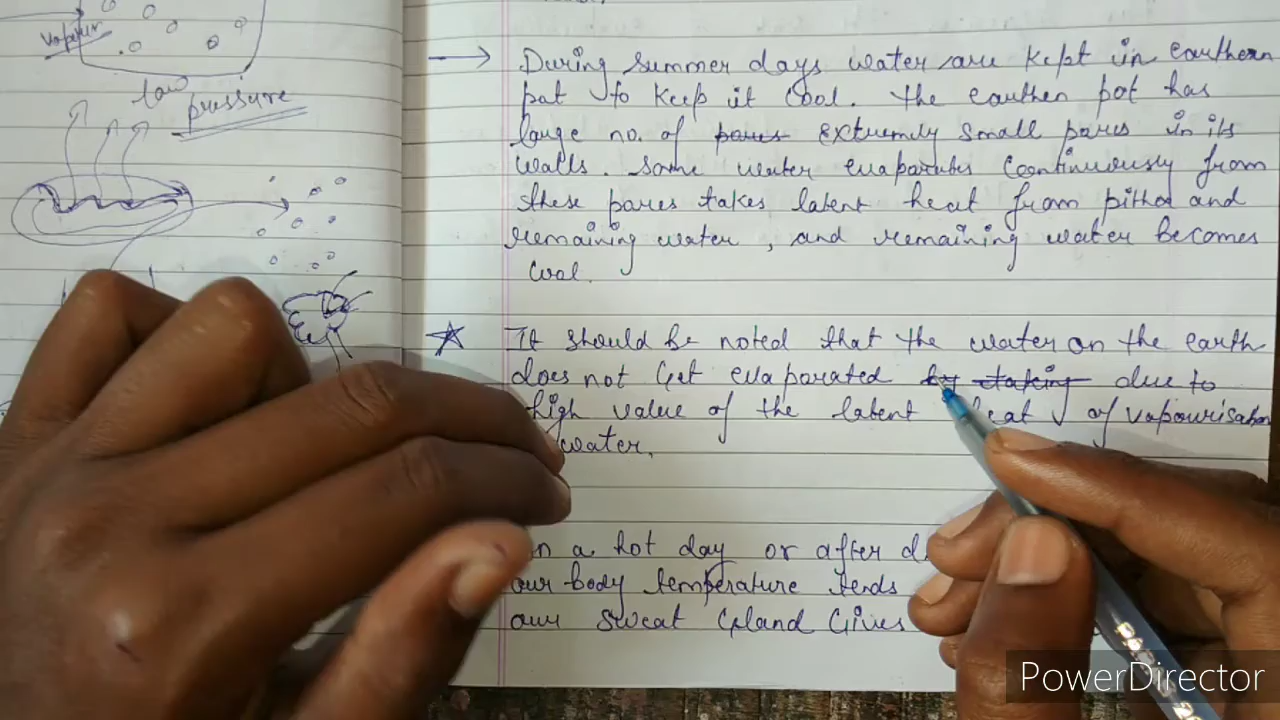 vapour
low
pressure
During summer days water are kept in earthern
pot to keep it cool. The earthen pot has
large no. of pores Extremly small pores in its
walls. Some water evaporates continuously from
these pores takes latent heat from pithd and
remaining water, and remaining water becomes
cool.
It should be noted that the water on the earth
does not get evaporated by taking due to
high value of the latent heat of vapourisation
water.
on a hot day or after d
our body temperature tends
our sweat Gland Gives
PowerDirector